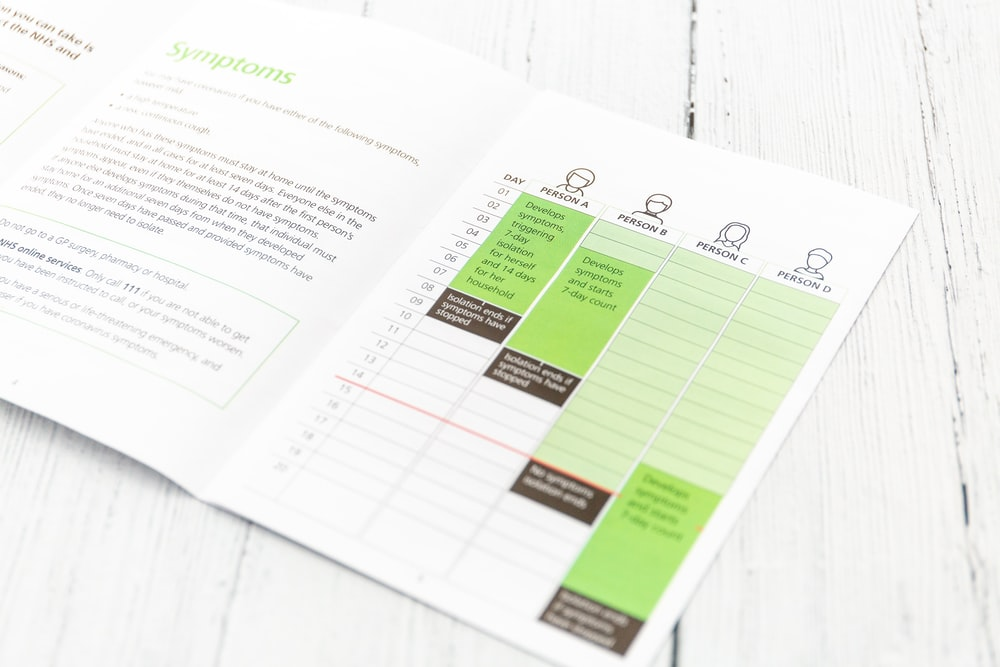 on you can take is
ct the NHS and
asons:
and
Symptoms
You may have coronavirus if you have either of the following symptoms,
however mild:
• a high temperature
• a new, continuous cough
Anyone who has these symptoms must stay at home until the symptoms
have ended, and in all cases for at least seven days. Everyone else in the
household must stay at home for at least 14 days after the first person's
symptoms appear, even if they themselves do not have symptoms.
If anyone else develops symptoms during that time, that individual must
stay home for an additional seven days from when they developed
symptoms. Once seven days have passed and provided symptoms have
ended, they no longer need to isolate.
Do not go to a GP surgery, pharmacy or hospital.
NHS online services. Only call 111 if you are not able to get
you have been instructed to call, or your symptoms worsen.
you have a serious or life-threatening emergency, and
if you have coronavirus symptoms.
DAY
PERSON A
PERSON B
PERSON C
PERSON D
01
02
03
04
05
06
07
08
09
10
11
12
13
14
15
16
17
18
19
20
Develops
symptoms,
triggering
7-day
isolation
for herself
and 14 days
for her
household
Isolation ends if
symptoms have
stopped
Develops
symptoms
and starts
7-day count
Isolation ends if
symptoms have
stopped
No symptoms
isolation ends
Develops
symptoms
and starts
7-day count
Isolation ends
if symptoms
have stopped